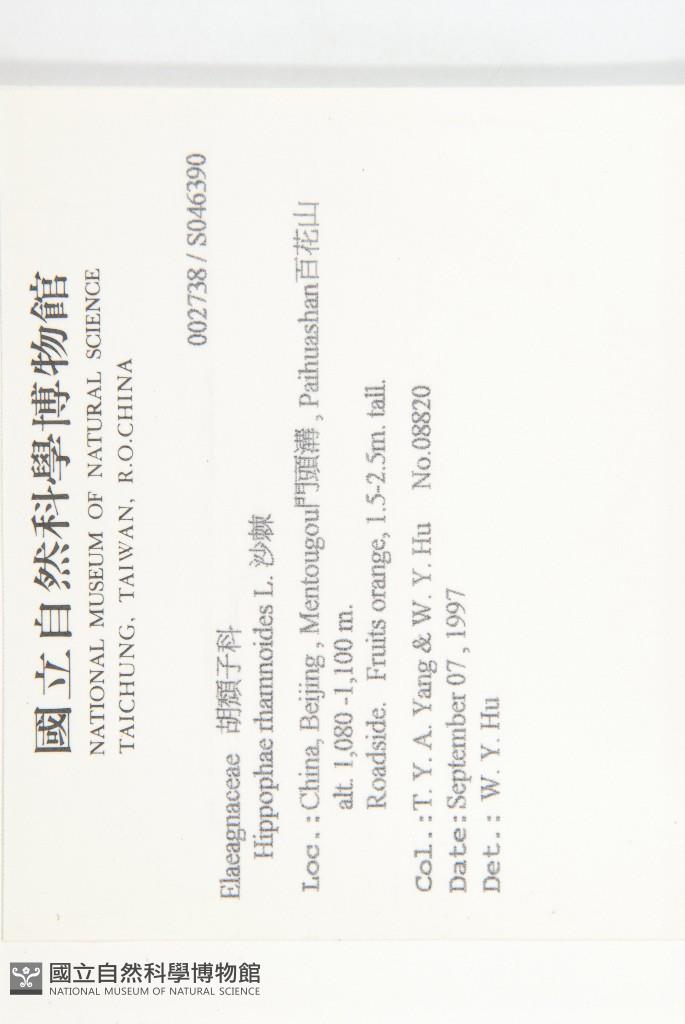 國立自然科學博物館
NATIONAL MUSEUM OF NATURAL SCIENCE
TAICHUNG, TAIWAN, R.O.CHINA
002738 / S046390
Elaeagnaceae 胡頹子科
Hippophae rhamnoides L. 沙棘
Loc.:China, Beijing , Mentougou門頭溝 , Paihuashan百花山
alt. 1,080 -1,100 m.
Roadside. Fruits orange, 1.5-2.5m. tall.
Col.:T. Y. A. Yang & W. Y. Hu No.08820
Date:September 07 , 1997
Det.: W. Y. Hu
國立自然科學博物館
NATIONAL MUSEUM OF NATURAL SCIENCE